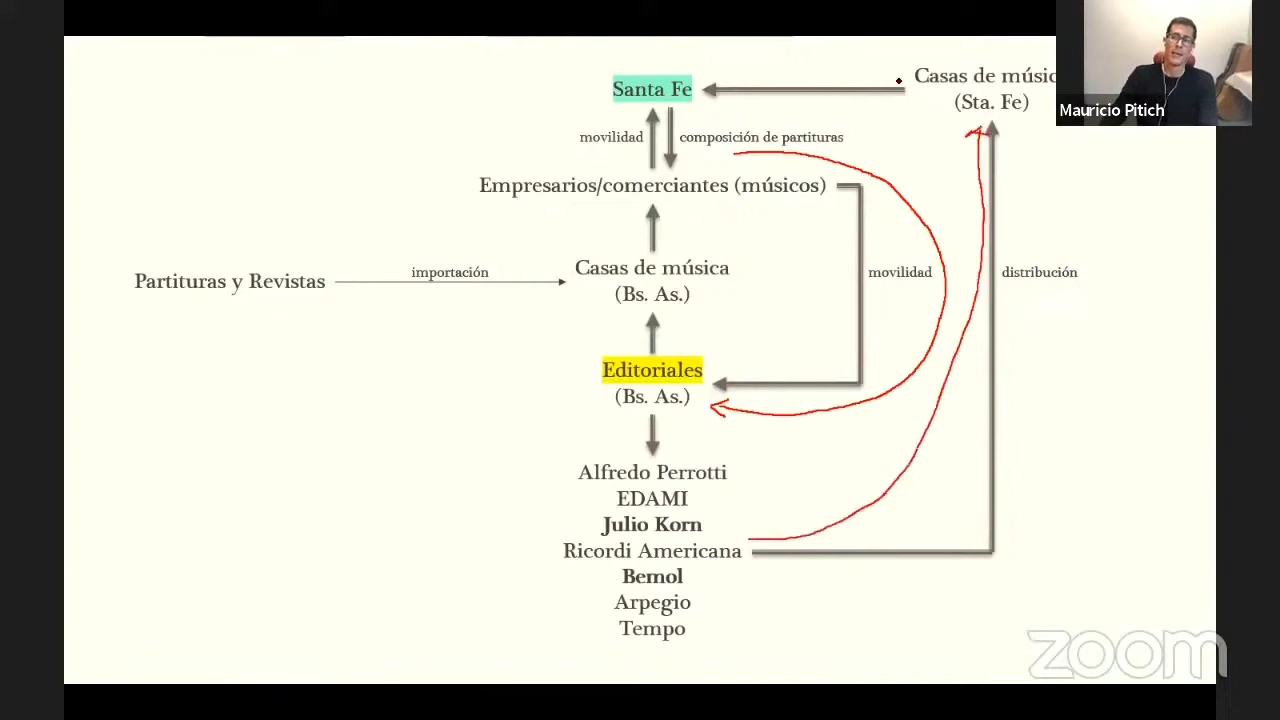 Santa Fe
Casas de músic
(Sta. Fe)
Mauricio Pitich
movilidad
composición de partituras
Empresarios/comerciantes (músicos)
Partituras y Revistas
importación
Casas de música
(Bs. As.)
movilidad
distribución
Editoriales
(Bs. As.)
Alfredo Perrotti
EDAMI
Julio Korn
Ricordi Americana
Bemol
Arpegio
Tempo
zoom